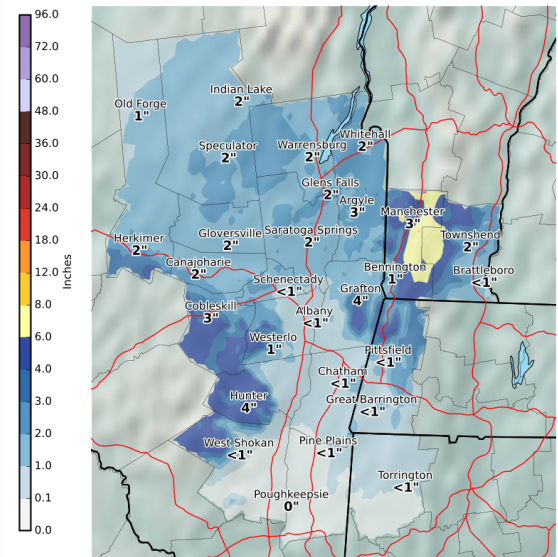 96.0
72.0
60.0
48.0
36.0
30.0
24.0
18.0
12.0
8.0
6.0
4.0
3.0
2.0
1.0
0.1
0.0
Inches
Indian Lake
2"
Old Forge
1"
Whitehall
2"
Speculator
2"
Warrensburg
2"
Glens Falls
2"
Argyle
3"
Manchester
3"
Herkimer
2"
Gloversville
2"
Saratoga Springs
2"
Townshend
2"
Canajoharie
2"
Bennington
1"
Brattleboro
<1"
Schenectady
<1"
Grafton
4"
Cobleskill
3"
Albany
<1"
Westerlo
1"
Pittsfield
<1"
Chatham
<1"
Hunter
4"
Great Barrington
<1"
West Shokan
<1"
Pine Plains
<1"
Torrington
<1"
Poughkeepsie
0"